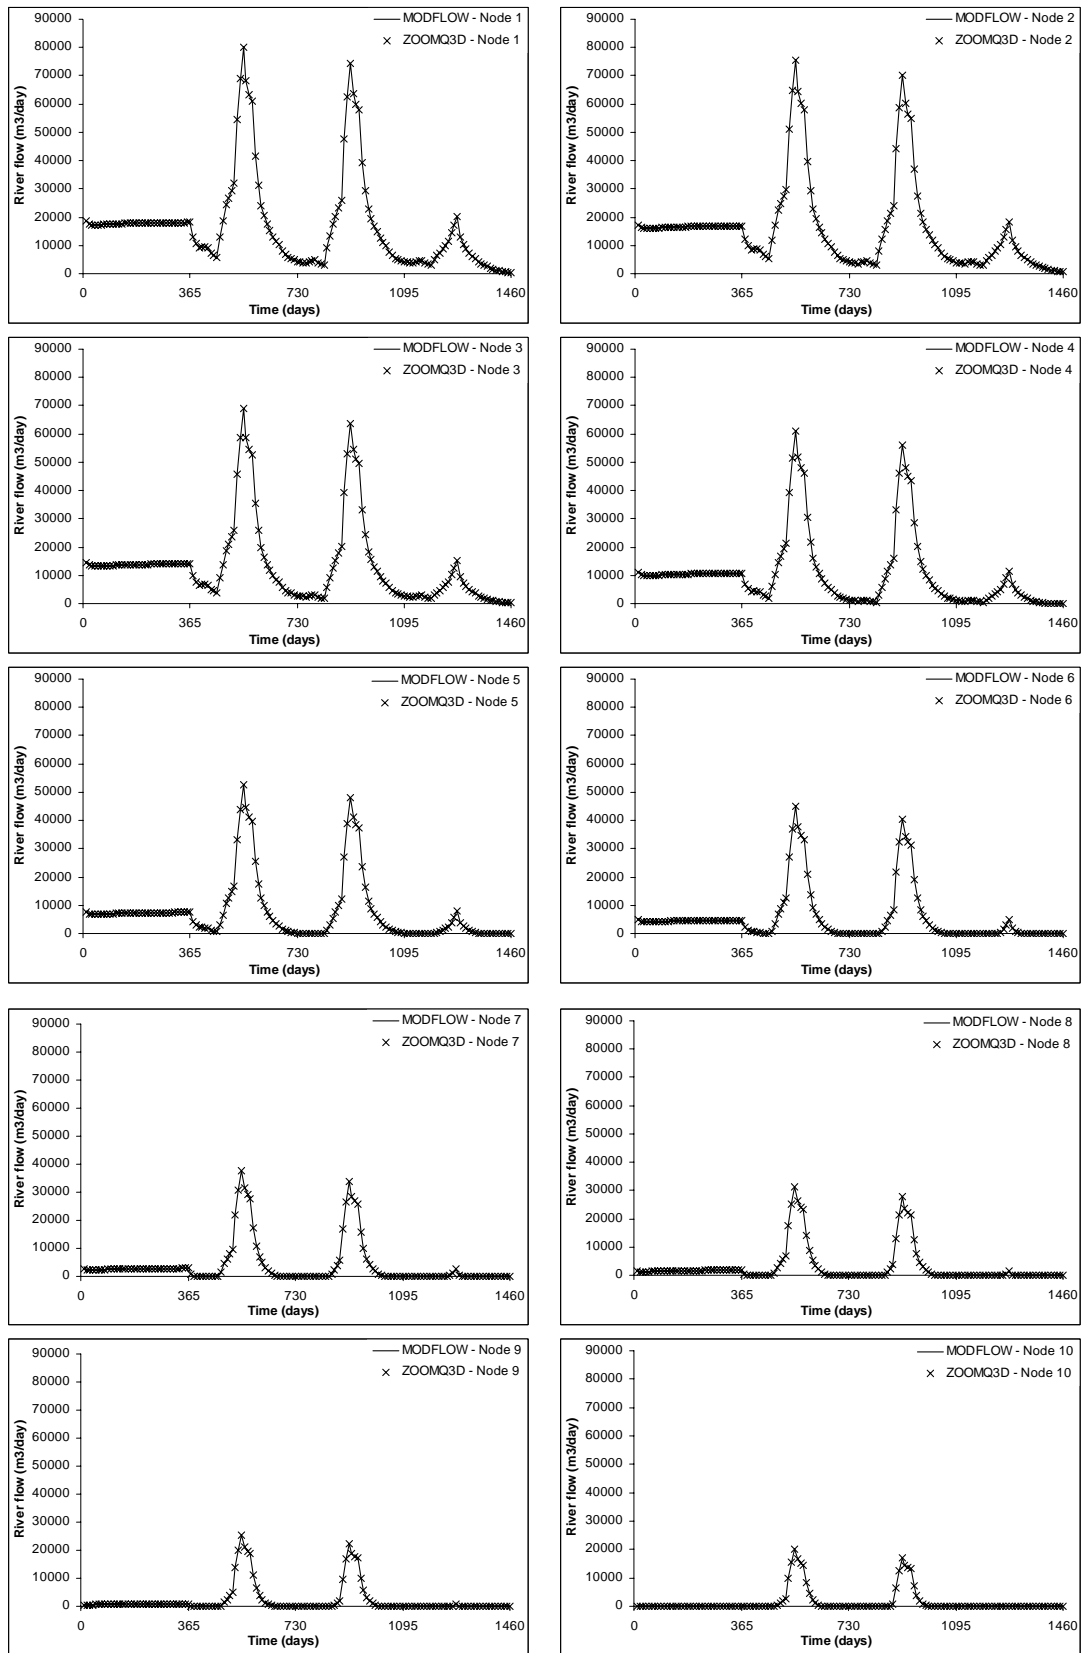 MODFLOW - Node 1
ZOOMQ3D - Node 1
River flow (m3/day)
90000
80000
70000
60000
50000
40000
30000
20000
10000
0
0 365 730 1095 1460
Time (days)
MODFLOW - Node 2
ZOOMQ3D - Node 2
River flow (m3/day)
90000
80000
70000
60000
50000
40000
30000
20000
10000
0
0 365 730 1095 1460
Time (days)
MODFLOW - Node 3
ZOOMQ3D - Node 3
River flow (m3/day)
90000
80000
70000
60000
50000
40000
30000
20000
10000
0
0 365 730 1095 1460
Time (days)
MODFLOW - Node 4
ZOOMQ3D - Node 4
River flow (m3/day)
90000
80000
70000
60000
50000
40000
30000
20000
10000
0
0 365 730 1095 1460
Time (days)
MODFLOW - Node 5
ZOOMQ3D - Node 5
River flow (m3/day)
90000
80000
70000
60000
50000
40000
30000
20000
10000
0
0 365 730 1095 1460
Time (days)
MODFLOW - Node 6
ZOOMQ3D - Node 6
River flow (m3/day)
90000
80000
70000
60000
50000
40000
30000
20000
10000
0
0 365 730 1095 1460
Time (days)
MODFLOW - Node 7
ZOOMQ3D - Node 7
River flow (m3/day)
90000
80000
70000
60000
50000
40000
30000
20000
10000
0
0 365 730 1095 1460
Time (days)
MODFLOW - Node 8
ZOOMQ3D - Node 8
River flow (m3/day)
90000
80000
70000
60000
50000
40000
30000
20000
10000
0
0 365 730 1095 1460
Time (days)
MODFLOW - Node 9
ZOOMQ3D - Node 9
River flow (m3/day)
90000
80000
70000
60000
50000
40000
30000
20000
10000
0
0 365 730 1095 1460
Time (days)
MODFLOW - Node 10
ZOOMQ3D - Node 10
River flow (m3/day)
90000
80000
70000
60000
50000
40000
30000
20000
10000
0
0 365 730 1095 1460
Time (days)